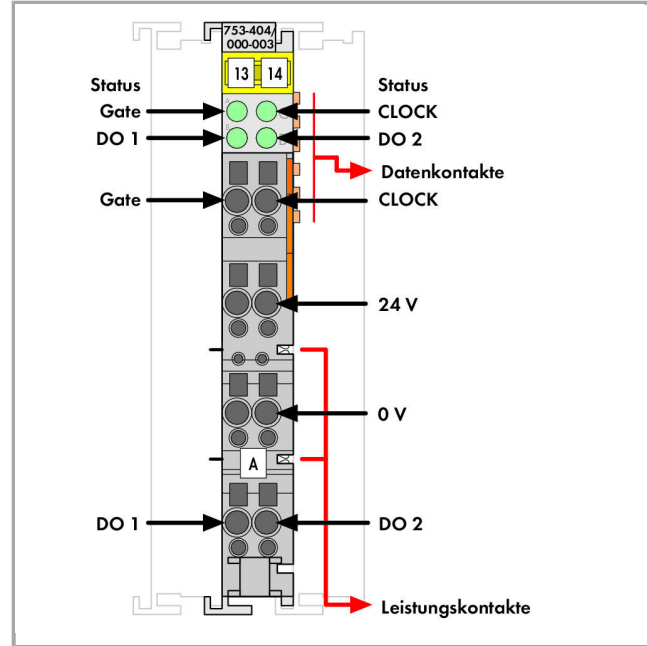 753-404/
000-003
13 14
Status
Status
Gate
CLOCK
DO 1
DO 2
Datenkontakte
Gate
CLOCK
24 V
0 V
A
DO 1
DO 2
Leistungskontakte